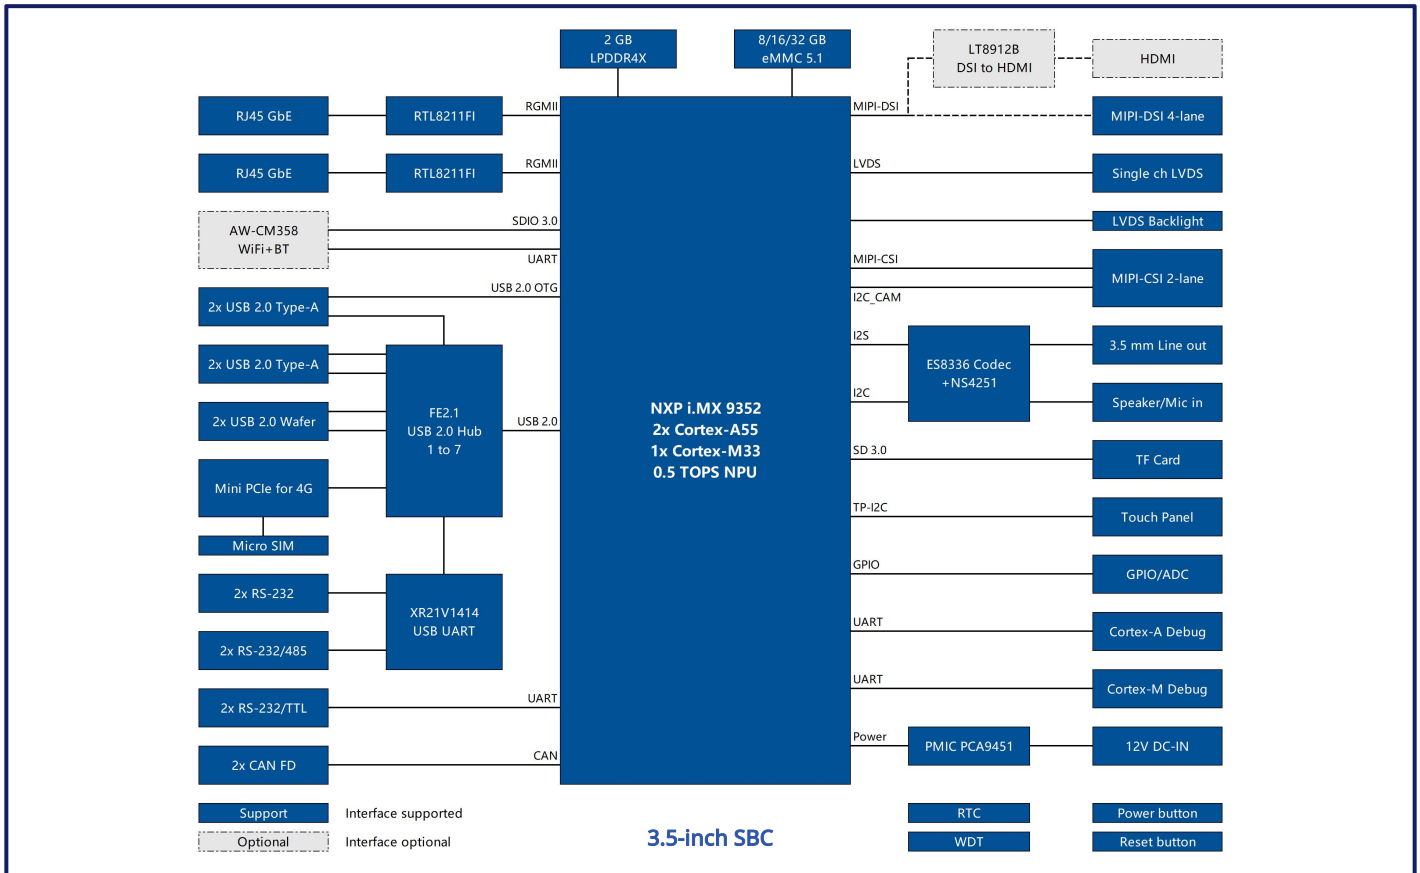 2 GB
LPDDR4X
8/16/32 GB
eMMC 5.1
LT8912B
DSI to HDMI
HDMI
RJ45 GbE
RTL8211FI
RGMII
MIPI-DSI
MIPI-DSI 4-lane
RJ45 GbE
RTL8211FI
RGMII
LVDS
Single ch LVDS
AW-CM358
WiFi+BT
SDIO 3.0
UART
LVDS Backlight
MIPI-CSI
I2C_CAM
MIPI-CSI 2-lane
2x USB 2.0 Type-A
USB 2.0 OTG
2x USB 2.0 Type-A
I2S
I2C
ES8336 Codec
+NS4251
3.5 mm Line out
Speaker/Mic in
2x USB 2.0 Wafer
FE2.1
USB 2.0 Hub
1 to 7
USB 2.0
NXP i.MX 9352
2x Cortex-A55
1x Cortex-M33
0.5 TOPS NPU
SD 3.0
TF Card
Mini PCIe for 4G
Micro SIM
TP-I2C
Touch Panel
2x RS-232
XR21V1414
USB UART
GPIO
GPIO/ADC
2x RS-232/485
UART
Cortex-A Debug
2x RS-232/TTL
UART
UART
Cortex-M Debug
2x CAN FD
CAN
Power
PMIC PCA9451
12V DC-IN
Support
Interface supported
RTC
Power button
Optional
Interface optional
3.5-inch SBC
WDT
Reset button